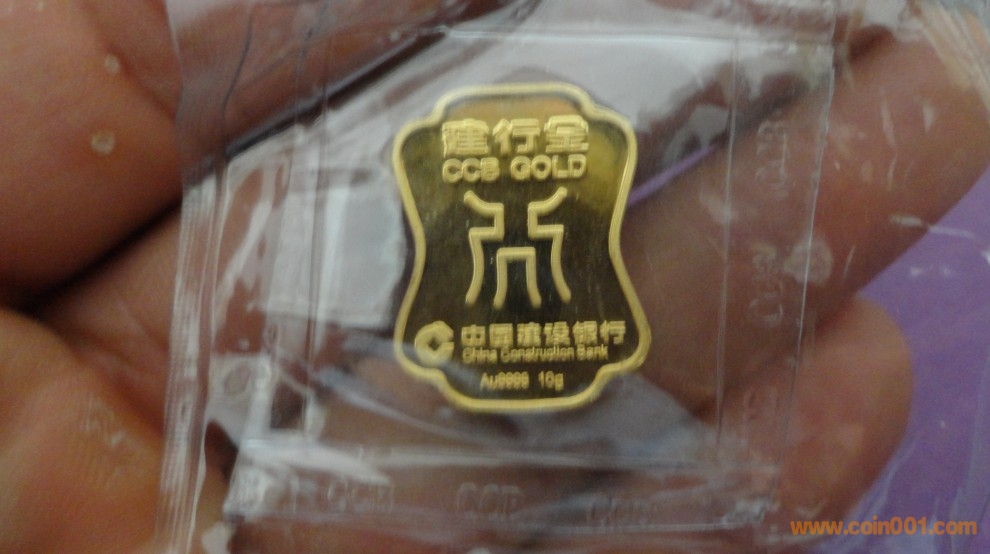 建行金
CCB GOLD
中国建设银行
China Construction Bank
Au9999 10g
www.coin001.com